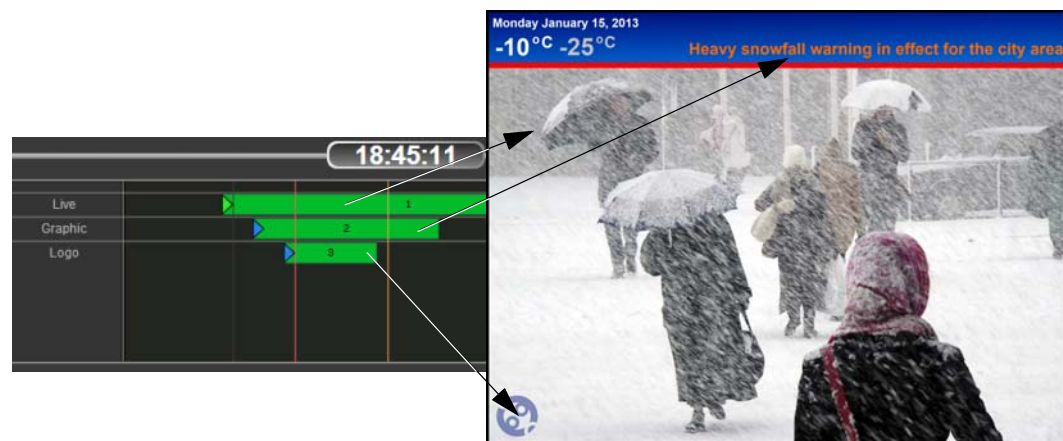 Monday January 15, 2013
-10°C -25°C
Heavy snowfall warning in effect for the city area
18:45:11
Live
1
Graphic
2
Logo
3